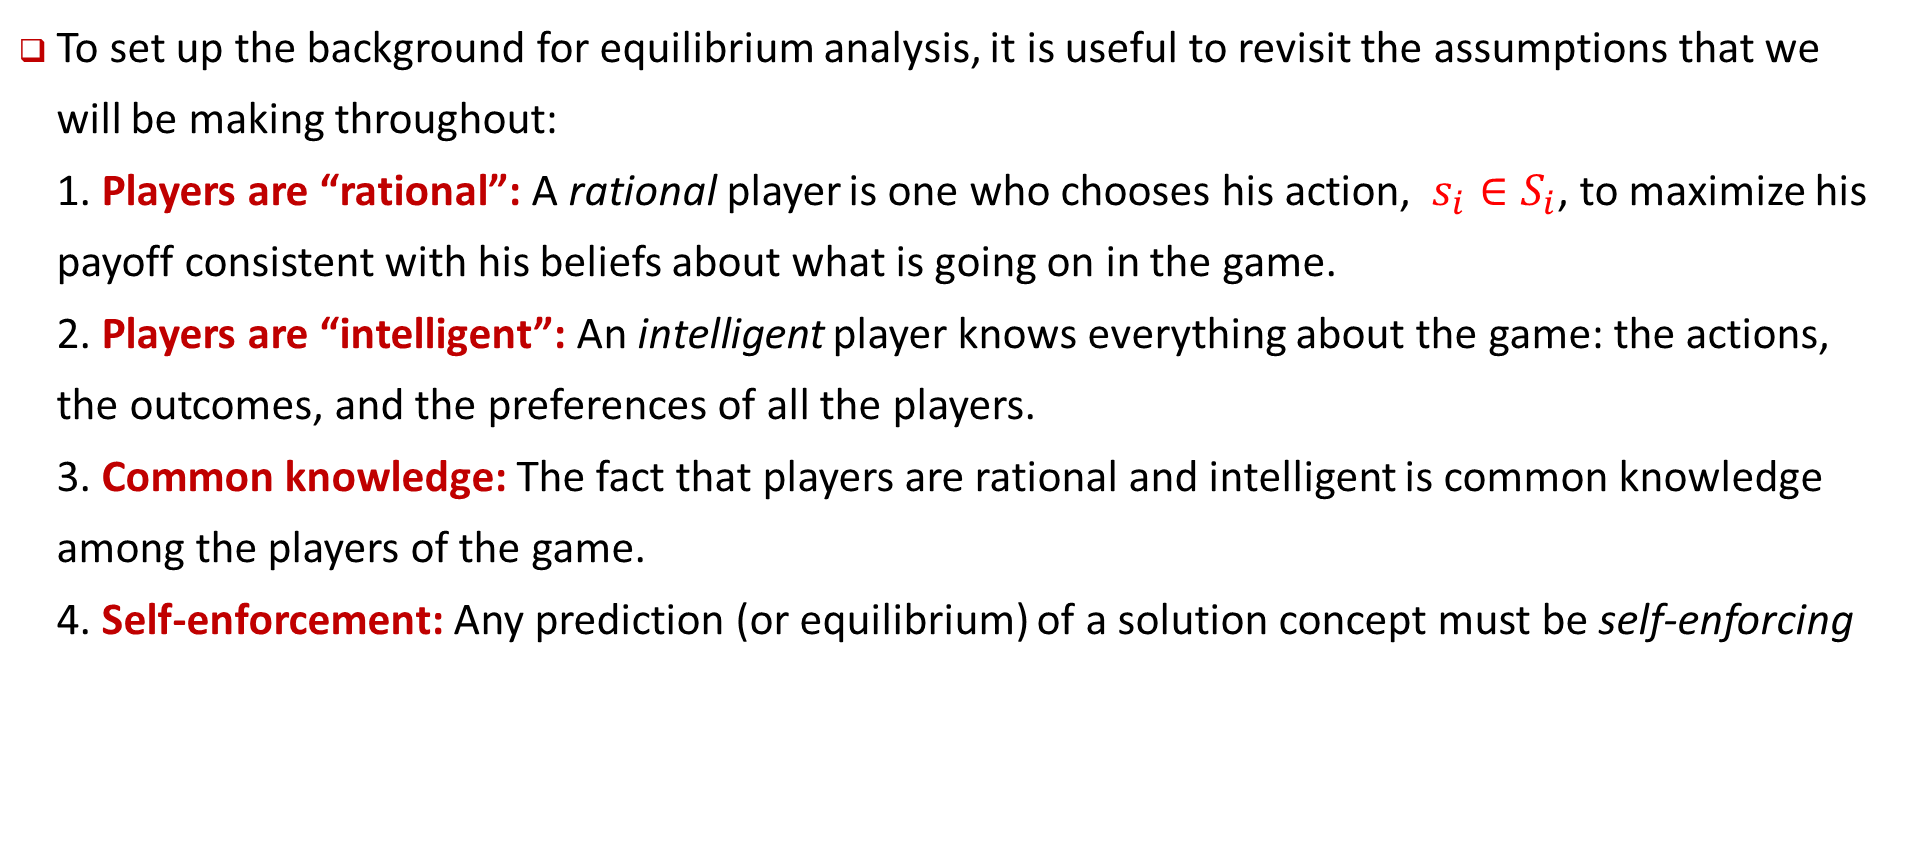 ❑ To set up the background for equilibrium analysis, it is useful to revisit the assumptions that we
will be making throughout:
1. Players are “rational”: A rational player is one who chooses his action, 𝑠ᵢ ∈ 𝑆ᵢ, to maximize his
payoff consistent with his beliefs about what is going on in the game.
2. Players are “intelligent”: An intelligent player knows everything about the game: the actions,
the outcomes, and the preferences of all the players.
3. Common knowledge: The fact that players are rational and intelligent is common knowledge
among the players of the game.
4. Self-enforcement: Any prediction (or equilibrium) of a solution concept must be self-enforcing